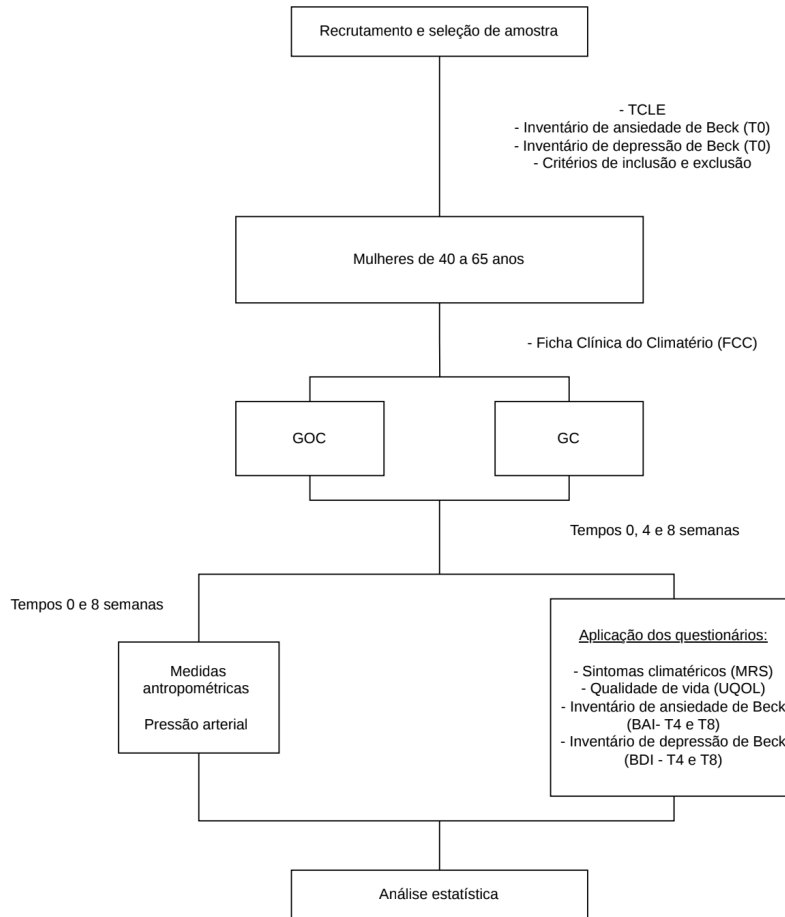 Recrutamento e seleção de amostra
- TCLE
- Inventário de ansiedade de Beck (T0)
- Inventário de depressão de Beck (T0)
- Critérios de inclusão e exclusão
Mulheres de 40 a 65 anos
- Ficha Clínica do Climatério (FCC)
GOC
GC
Tempos 0, 4 e 8 semanas
Tempos 0 e 8 semanas
Medidas
antropométricas
Pressão arterial
Aplicação dos questionários:
- Sintomas climatéricos (MRS)
- Qualidade de vida (UQOL)
- Inventário de ansiedade de Beck
(BAI- T4 e T8)
- Inventário de depressão de Beck
(BDI - T4 e T8)
Análise estatística